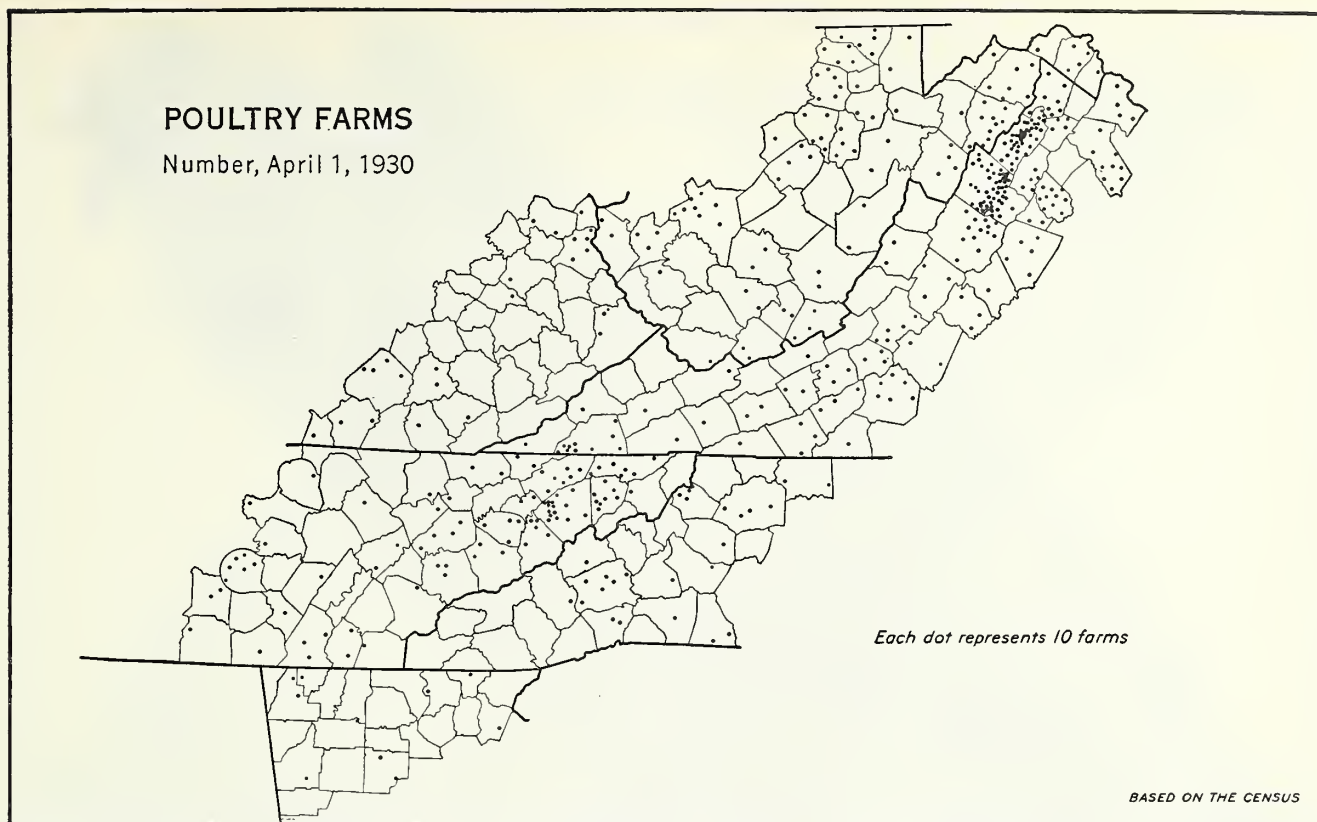 POULTRY FARMS
Number, April 1, 1930
Each dot represents 10 farms
BASED ON THE CENSUS